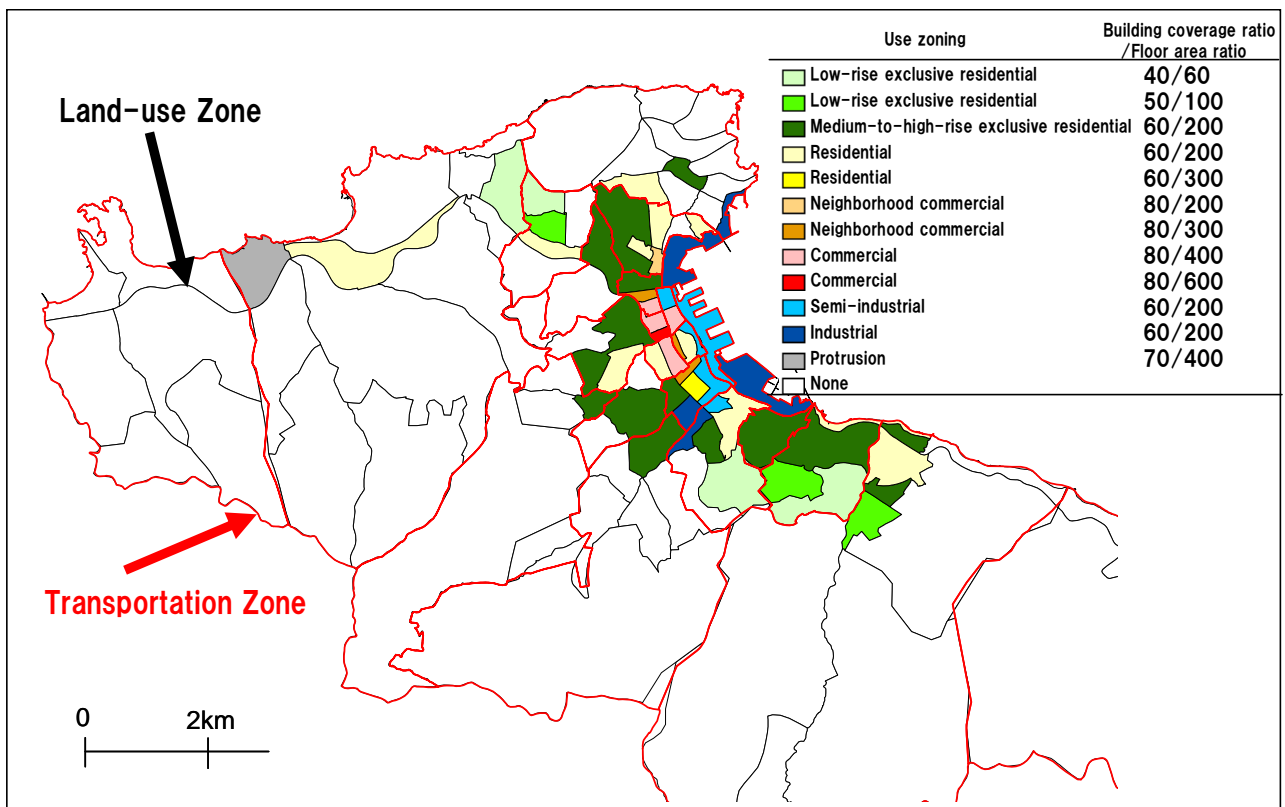 Use zoning
Building coverage ratio
/Floor area ratio
Low-rise exclusive residential 40/60
Low-rise exclusive residential 50/100
Medium-to-high-rise exclusive residential 60/200
Residential 60/200
Residential 60/300
Neighborhood commercial 80/200
Neighborhood commercial 80/300
Commercial 80/400
Commercial 80/600
Semi-industrial 60/200
Industrial 60/200
Protrusion 70/400
None
Land-use Zone
Transportation Zone
0 2km